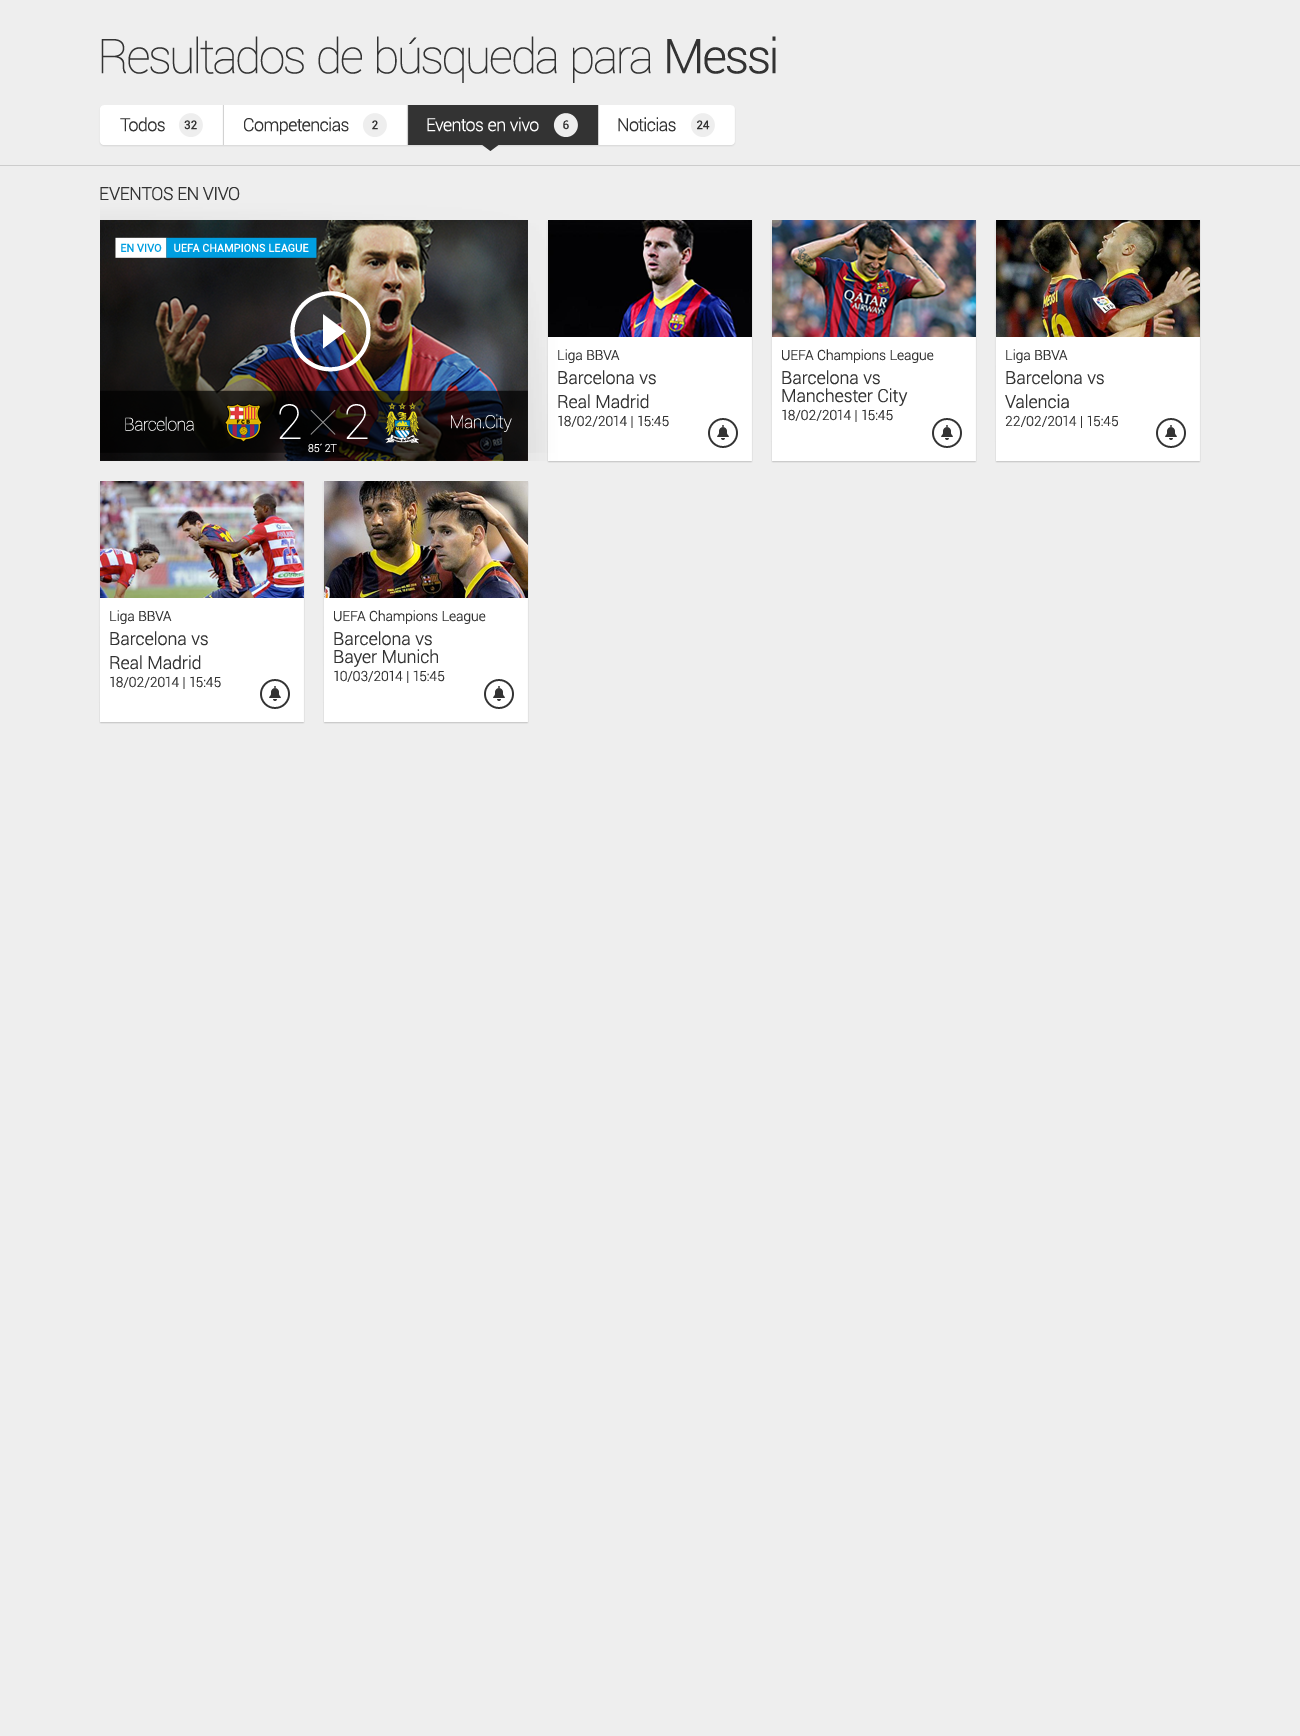 Resultados de búsqueda para Messi
Todos 32
Competencias 2
Eventos en vivo 6
Noticias 24
EVENTOS EN VIVO
EN VIVO UEFA CHAMPIONS LEAGUE
Barcelona 2 × 2 Man.City
85' 2T
Liga BBVA
Barcelona vs
Real Madrid
18/02/2014 | 15:45
QATAR
AIRWAYS
UEFA Champions League
Barcelona vs
Manchester City
18/02/2014 | 15:45
MESSI
Liga BBVA
Barcelona vs
Valencia
22/02/2014 | 15:45
Liga BBVA
Barcelona vs
Real Madrid
18/02/2014 | 15:45
UEFA Champions League
Barcelona vs
Bayer Munich
10/03/2014 | 15:45